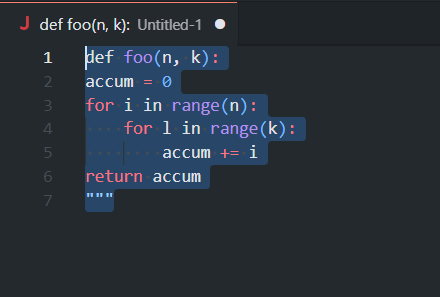 J def foo(n, k): Untitled-1
1 def foo(n, k):
2 accum = 0
3 for i in range(n):
4     for l in range(k):
5         accum += i
6 return accum
7 """